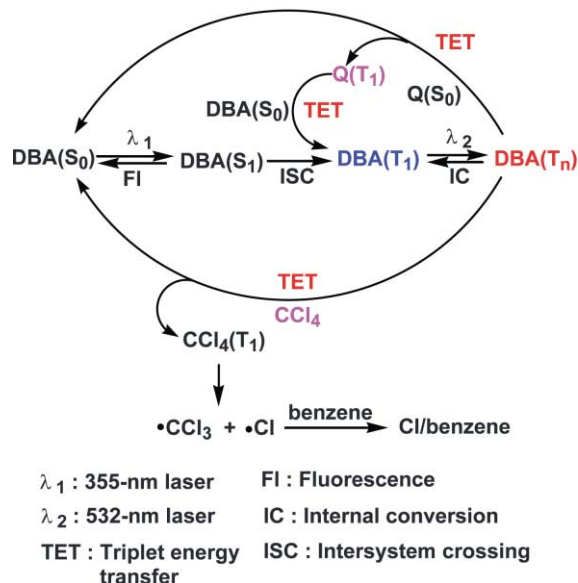 TET
Q(T₁)
DBA(S₀) TET Q(S₀)
λ₁ λ₂
DBA(S₀) DBA(S₁) DBA(T₁) DBA(Tₙ)
FI ISC IC
TET
CCl₄
CCl₄(T₁)
•CCl₃ + •Cl benzene Cl/benzene
λ₁ : 355-nm laser FI : Fluorescence
λ₂ : 532-nm laser IC : Internal conversion
TET : Triplet energy ISC : Intersystem crossing
transfer